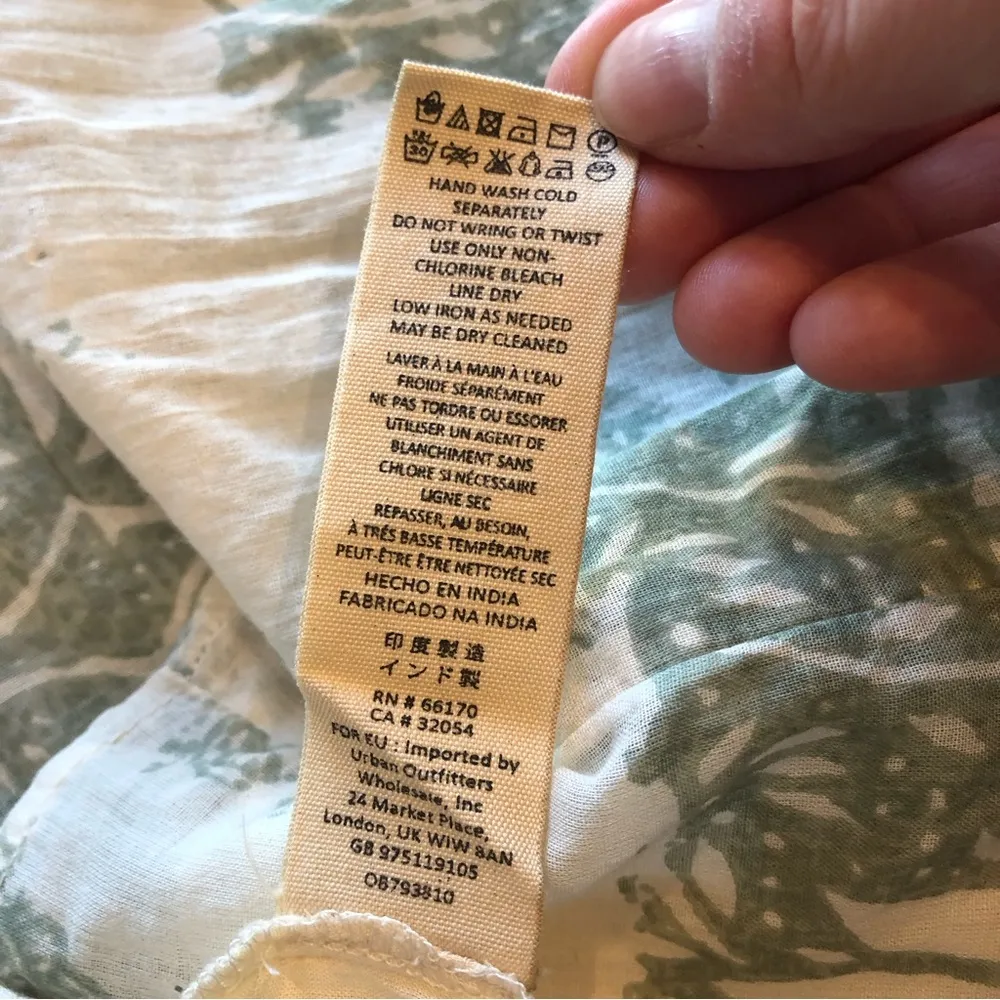 P
30
HAND WASH COLD
SEPARATELY
DO NOT WRING OR TWIST
USE ONLY NON-
CHLORINE BLEACH
LINE DRY
LOW IRON AS NEEDED
MAY BE DRY CLEANED
LAVER À LA MAIN À L'EAU
FROIDE SÉPARÉMENT
NE PAS TORDRE OU ESSORER
UTILISER UN AGENT DE
BLANCHIMENT SANS
CHLORE SI NÉCESSAIRE
LIGNE SEC
REPASSER, AU BESOIN,
À TRÉS BASSE TEMPÉRATURE
PEUT-ÊTRE ÊTRE NETTOYÉE SEC
HECHO EN INDIA
FABRICADO NA INDIA
印度製造
インド製
RN # 66170
CA # 32054
FOR EU : Imported by
Urban Outfitters
Wholesale, Inc
24 Market Place,
London, UK WIW 8AN
GB 975119105
OB793810